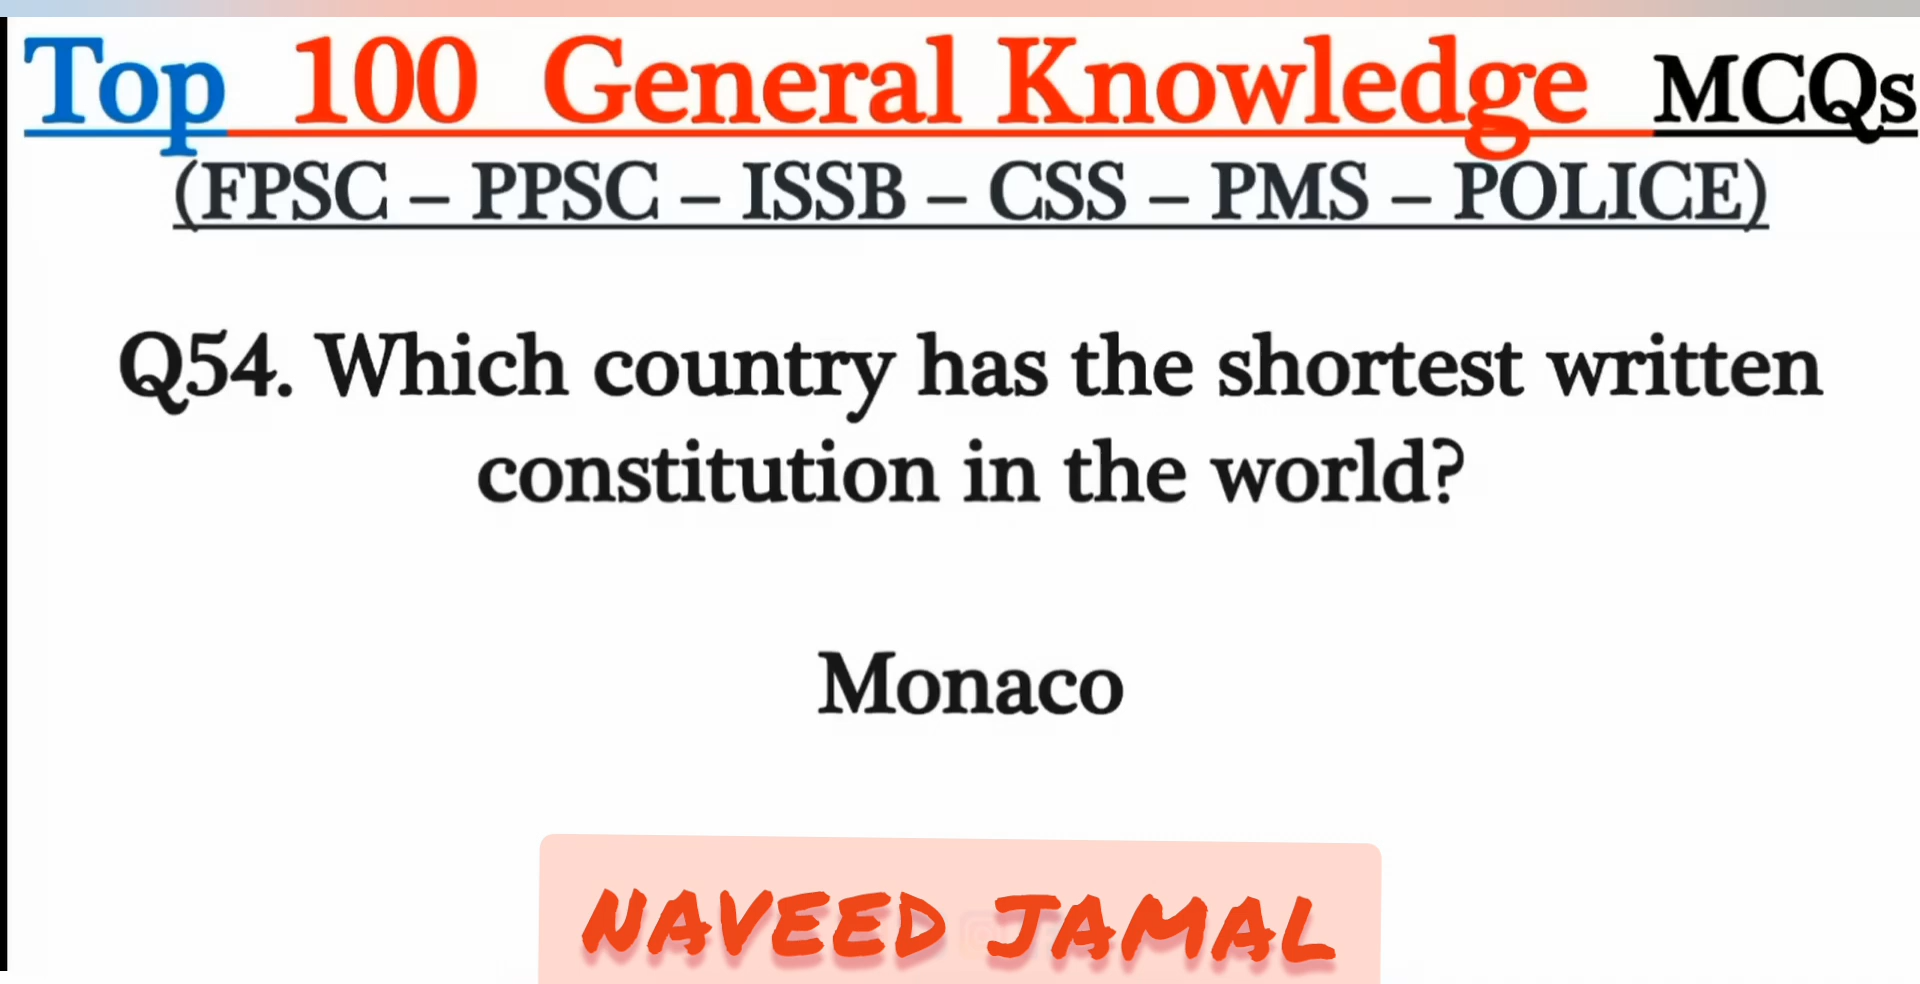 Top 100 General Knowledge MCQs
(FPSC – PPSC – ISSB – CSS – PMS – POLICE)
Q54. Which country has the shortest written
constitution in the world?
Monaco
NAVEED JAMAL